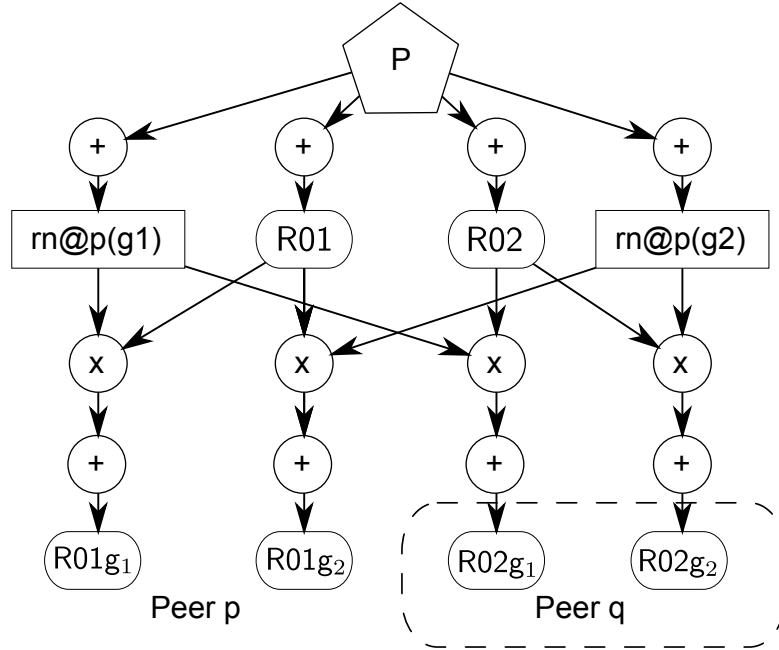 P
+ + + +
rn@p(g1) R01 R02 rn@p(g2)
x x x x
+ + + +
R01g₁ R01g₂ R02g₁ R02g₂
Peer p Peer q